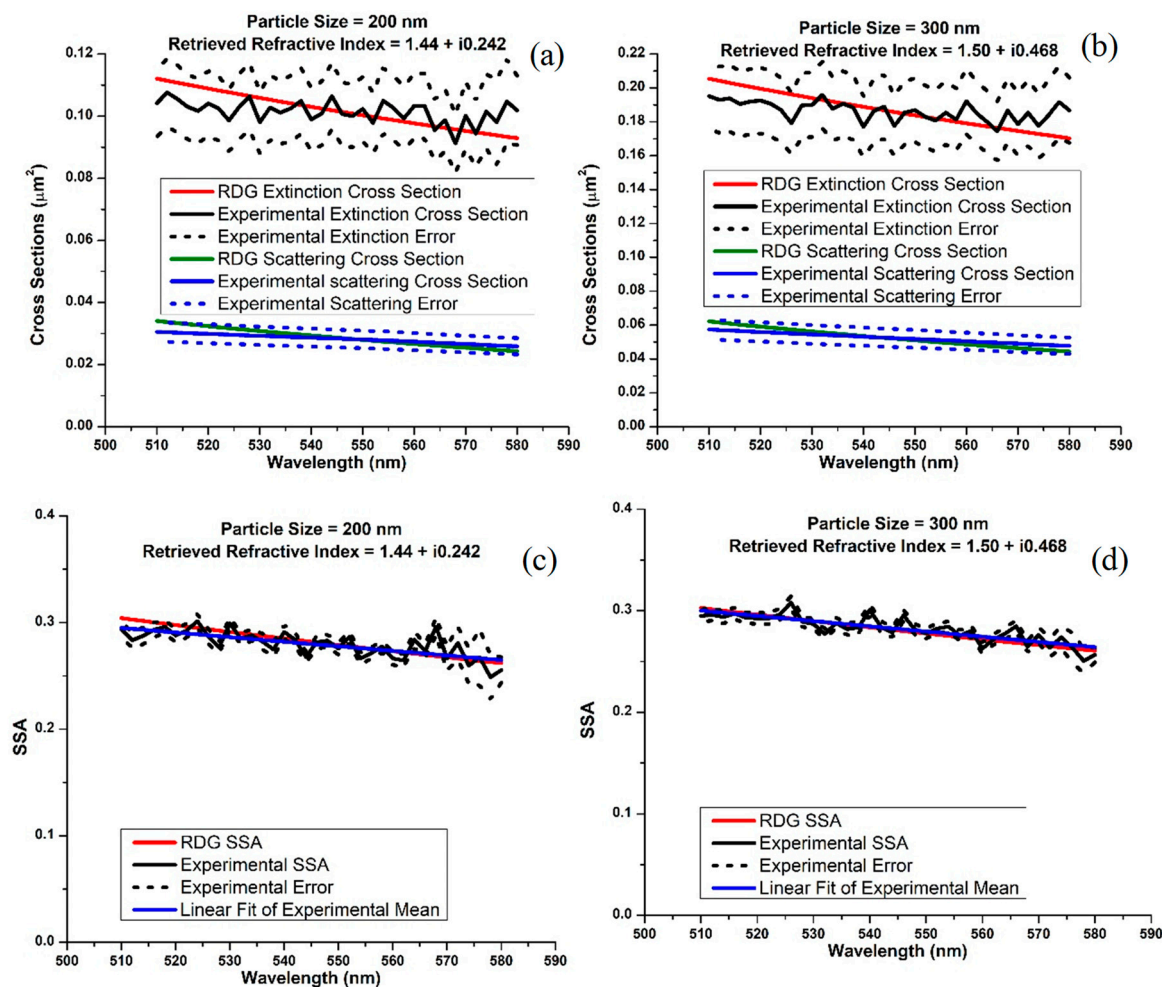 Particle Size = 200 nm
Retrieved Refractive Index = 1.44 + i0.242
(a)
Cross Sections (μm²)
0.12
0.10
0.08
0.06
0.04
0.02
0.00
RDG Extinction Cross Section
Experimental Extinction Cross Section
Experimental Extinction Error
RDG Scattering Cross Section
Experimental scattering Cross Section
Experimental Scattering Error
500 510 520 530 540 550 560 570 580 590
Wavelength (nm)
Particle Size = 300 nm
Retrieved Refractive Index = 1.50 + i0.468
(b)
Cross Sections (μm²)
0.22
0.20
0.18
0.16
0.14
0.12
0.10
0.08
0.06
0.04
0.02
0.00
RDG Extinction Cross Section
Experimental Extinction Cross Section
Experimental Extinction Error
RDG Scattering Cross Section
Experimental Scattering Cross Section
Experimental Scattering Error
500 510 520 530 540 550 560 570 580 590
Wavelength (nm)
Particle Size = 200 nm
Retrieved Refractive Index = 1.44 + i0.242
(c)
SSA
0.4
0.3
0.2
0.1
0.0
RDG SSA
Experimental SSA
Experimental Error
Linear Fit of Experimental Mean
500 510 520 530 540 550 560 570 580 590
Wavelength (nm)
Particle Size = 300 nm
Retrieved Refractive Index = 1.50 + i0.468
(d)
SSA
0.4
0.3
0.2
0.1
0.0
RDG SSA
Experimental SSA
Experimental Error
Linear Fit of Experimental Mean
500 510 520 530 540 550 560 570 580 590
Wavelength (nm)